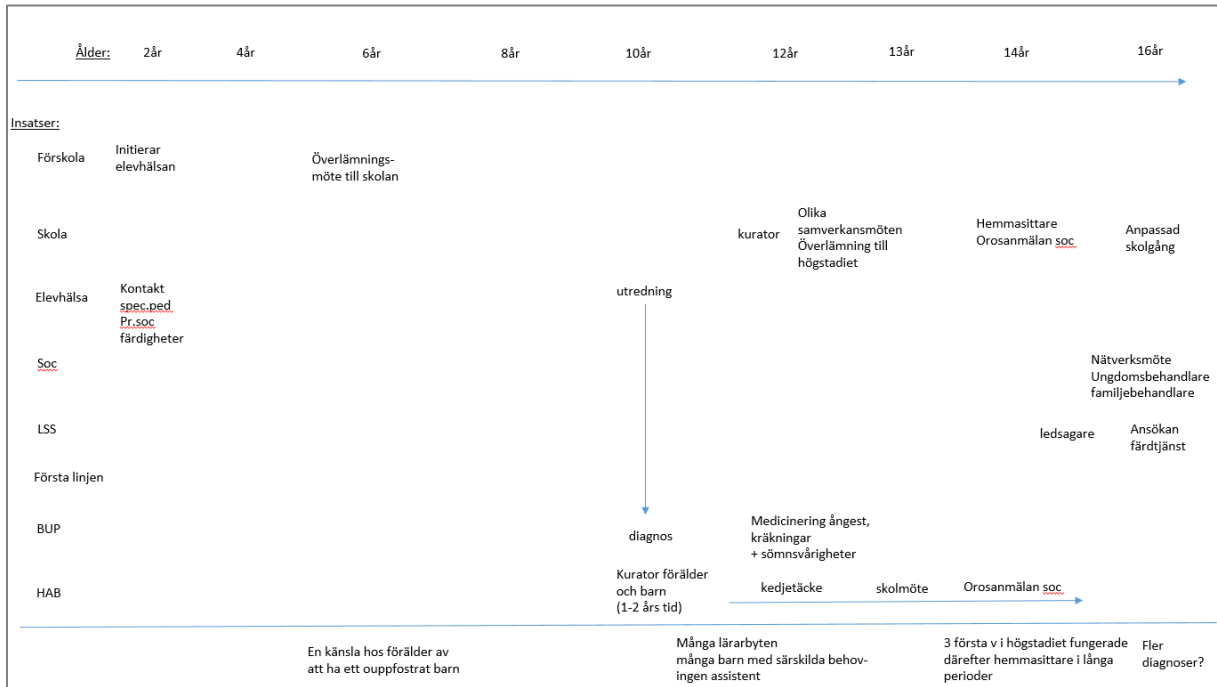 Ålder: 2år 4år 6år 8år 10år 12år 13år 14år 16år
Insatser:
Förskola
Initierar
elevhälsan
Överlämnings-
möte till skolan
Skola
kurator
Olika
samverkansmöten
Överlämning till
högstadiet
Hemmasittare
Orosanmälan soc
Anpassad
skolgång
Elevhälsa
Kontakt
spec.ped
Pr.soc
färdigheter
utredning
Soc
Nätverksmöte
Ungdomsbehandlare
familjebehandlare
LSS
ledsagare
Ansökan
färdtjänst
Första linjen
BUP
diagnos
Medicinering ångest,
kräkningar
+ sömnsvårigheter
HAB
Kurator förälder
och barn
(1-2 års tid)
kedjetäcke
skolmöte
Orosanmälan soc
En känsla hos förälder av
att ha ett ouppfostrat barn
Många lärarbyten
många barn med särskilda behov-
ingen assistent
3 första v i högstadiet fungerade
därefter hemmasittare i långa
perioder
Fler
diagnoser?